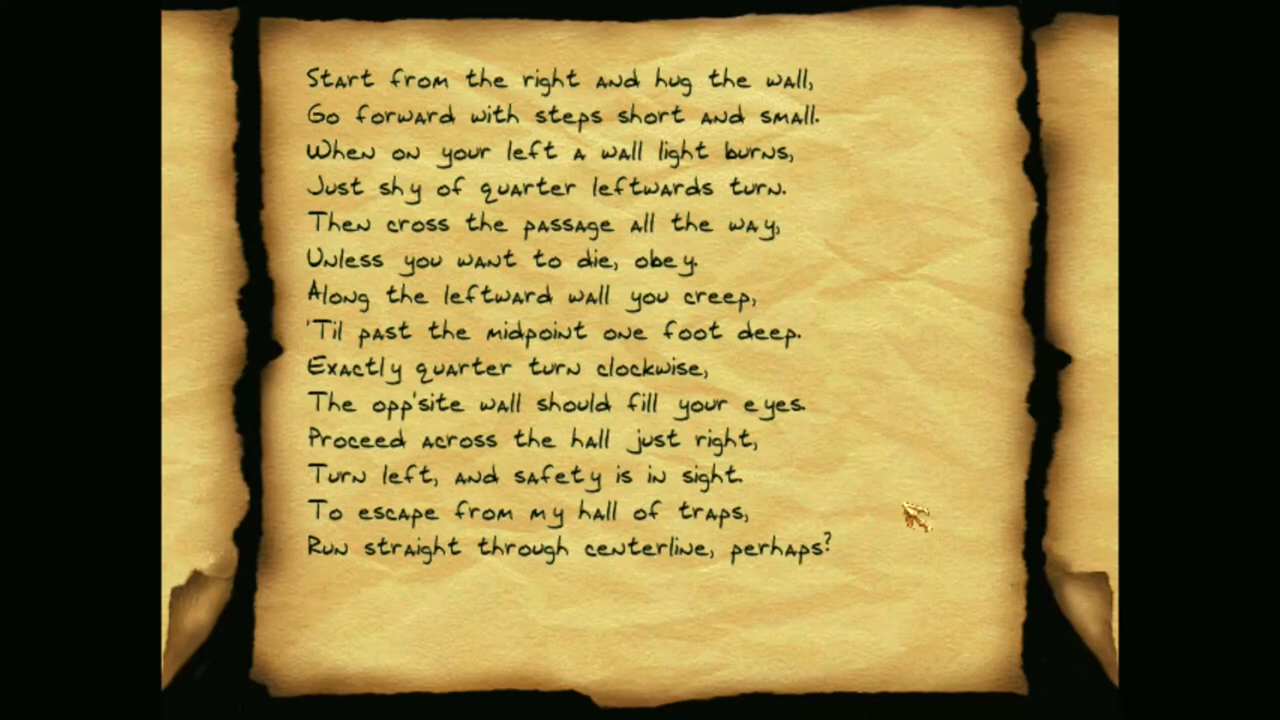 Start from the right and hug the wall,
Go forward with steps short and small.
When on your left a wall light burns,
Just shy of quarter leftwards turn.
Then cross the passage all the way,
Unless you want to die, obey.
Along the leftward wall you creep,
'Til past the midpoint one foot deep.
Exactly quarter turn clockwise,
The opp'site wall should fill your eyes.
Proceed across the hall just right,
Turn left, and safety is in sight.
To escape from my hall of traps,
Run straight through centerline, perhaps?